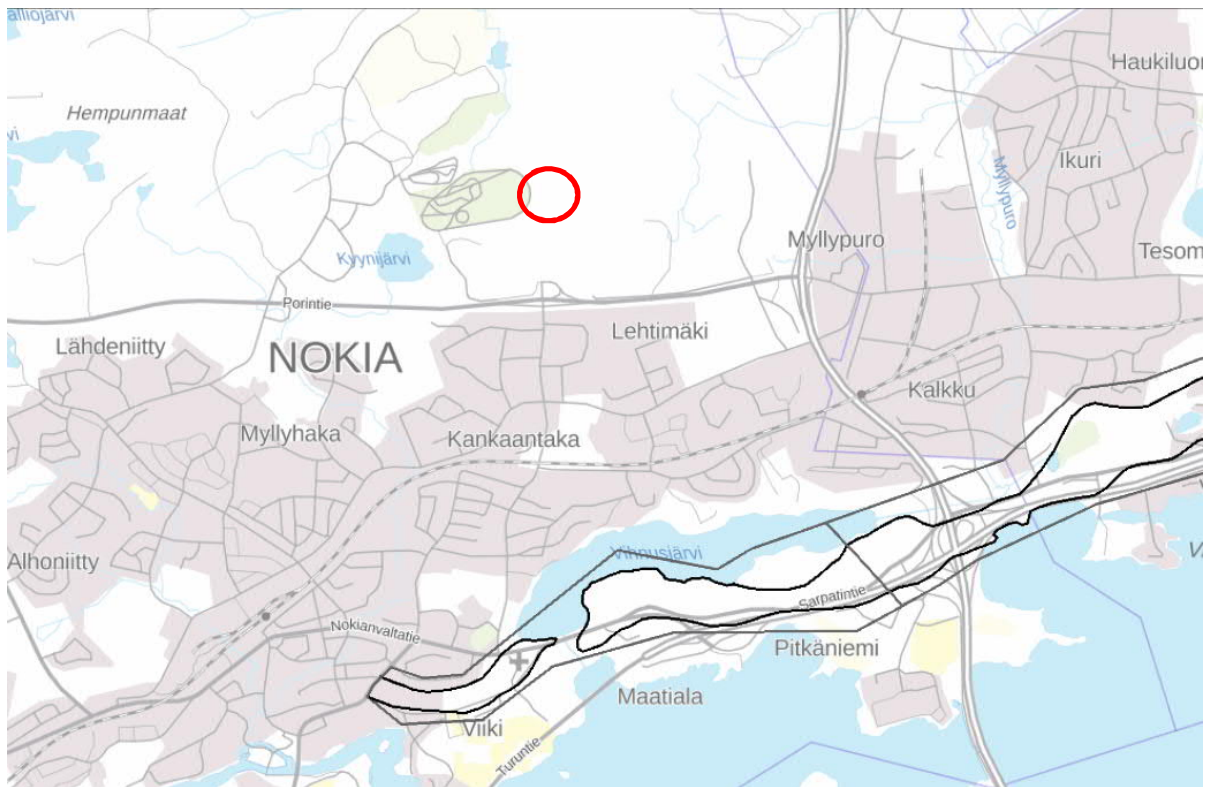 Hempunmaat
Haukiluo
Ikuri
Myllypuro
Myllypuro
Tesom
Kyynijärvi
Porintie
Lehtimäki
Lähdeniitty
NOKIA
Kalkku
Myllyhaka
Kankaantaka
Vihnusjärvi
Alhoniitty
Sarpatintie
Nokianvaltatie
Pitkäniemi
Maatiala
Viiki
Turuntie